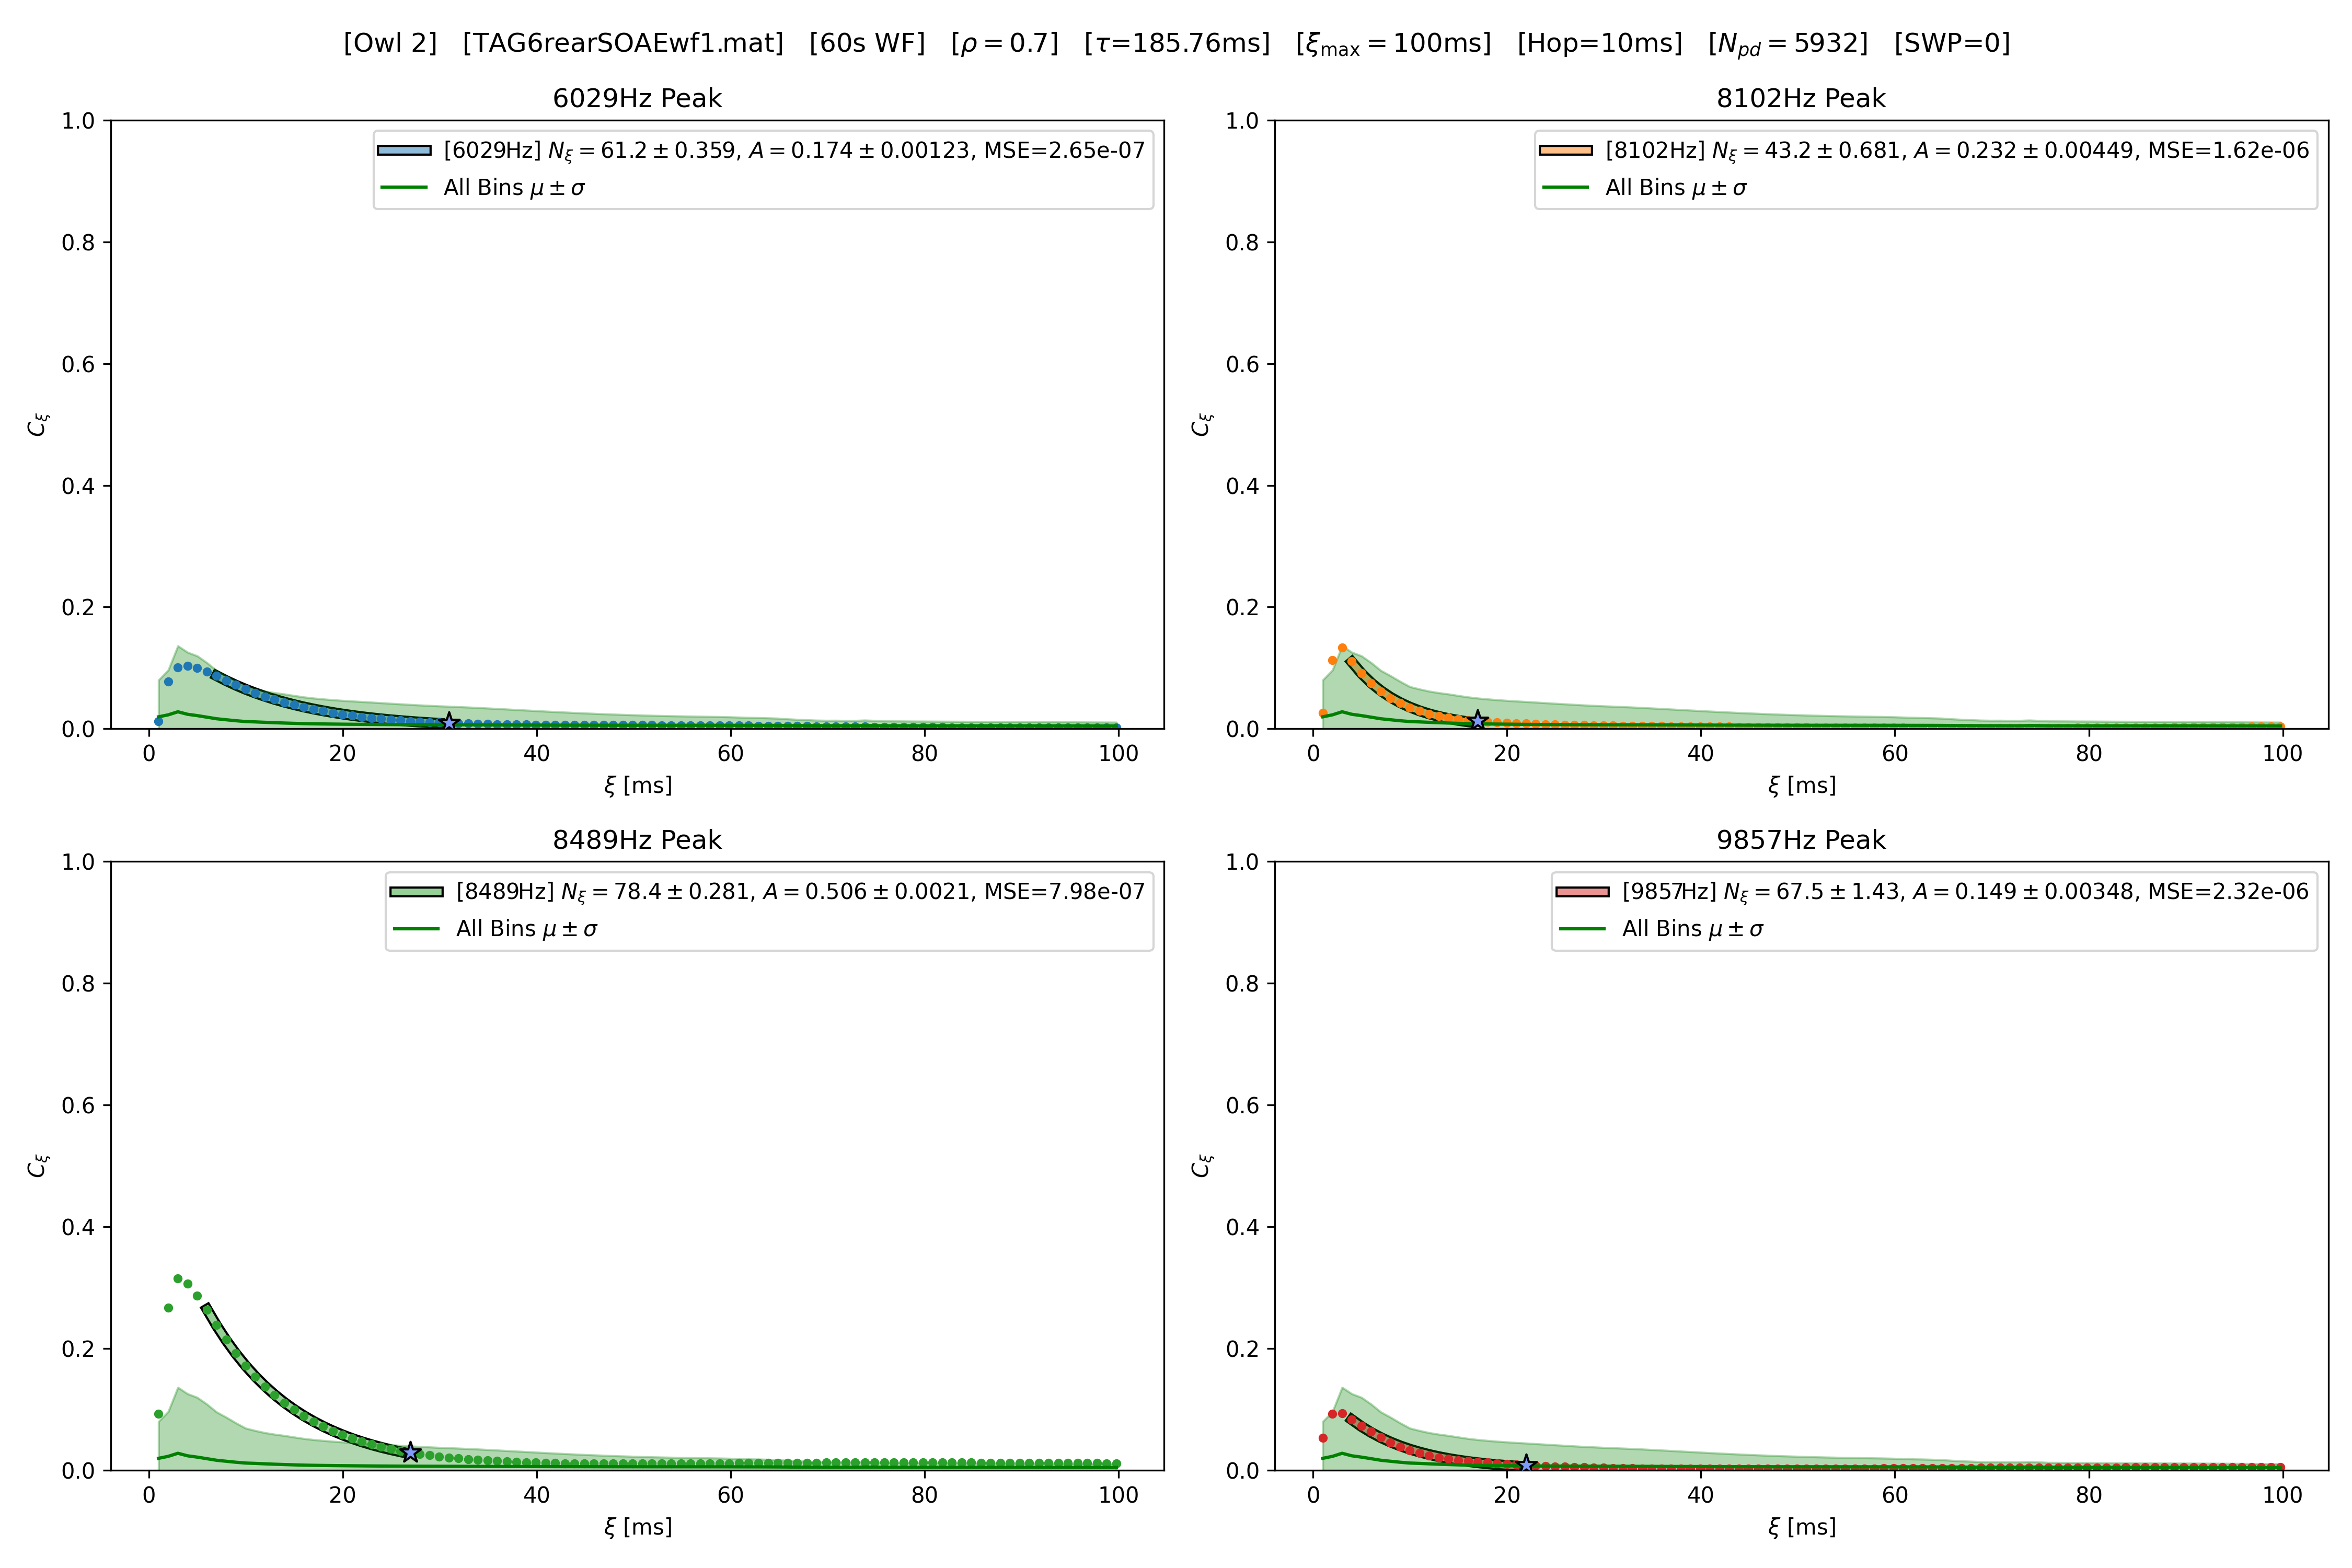 [Owl 2] [TAG6rearSOAEwf1.mat] [60s WF] [ρ = 0.7] [τ=185.76ms] [ξmax = 100ms] [Hop=10ms] [Npd = 5932] [SWP=0]
6029Hz Peak
[6029Hz] Nξ = 61.2 ± 0.359, A = 0.174 ± 0.00123, MSE=2.65e-07
All Bins μ ± σ
1.0
0.8
0.6
0.4
0.2
0.0
Cξ
0 20 40 60 80 100
ξ [ms]
8102Hz Peak
[8102Hz] Nξ = 43.2 ± 0.681, A = 0.232 ± 0.00449, MSE=1.62e-06
All Bins μ ± σ
1.0
0.8
0.6
0.4
0.2
0.0
Cξ
0 20 40 60 80 100
ξ [ms]
8489Hz Peak
[8489Hz] Nξ = 78.4 ± 0.281, A = 0.506 ± 0.0021, MSE=7.98e-07
All Bins μ ± σ
1.0
0.8
0.6
0.4
0.2
0.0
Cξ
0 20 40 60 80 100
ξ [ms]
9857Hz Peak
[9857Hz] Nξ = 67.5 ± 1.43, A = 0.149 ± 0.00348, MSE=2.32e-06
All Bins μ ± σ
1.0
0.8
0.6
0.4
0.2
0.0
Cξ
0 20 40 60 80 100
ξ [ms]